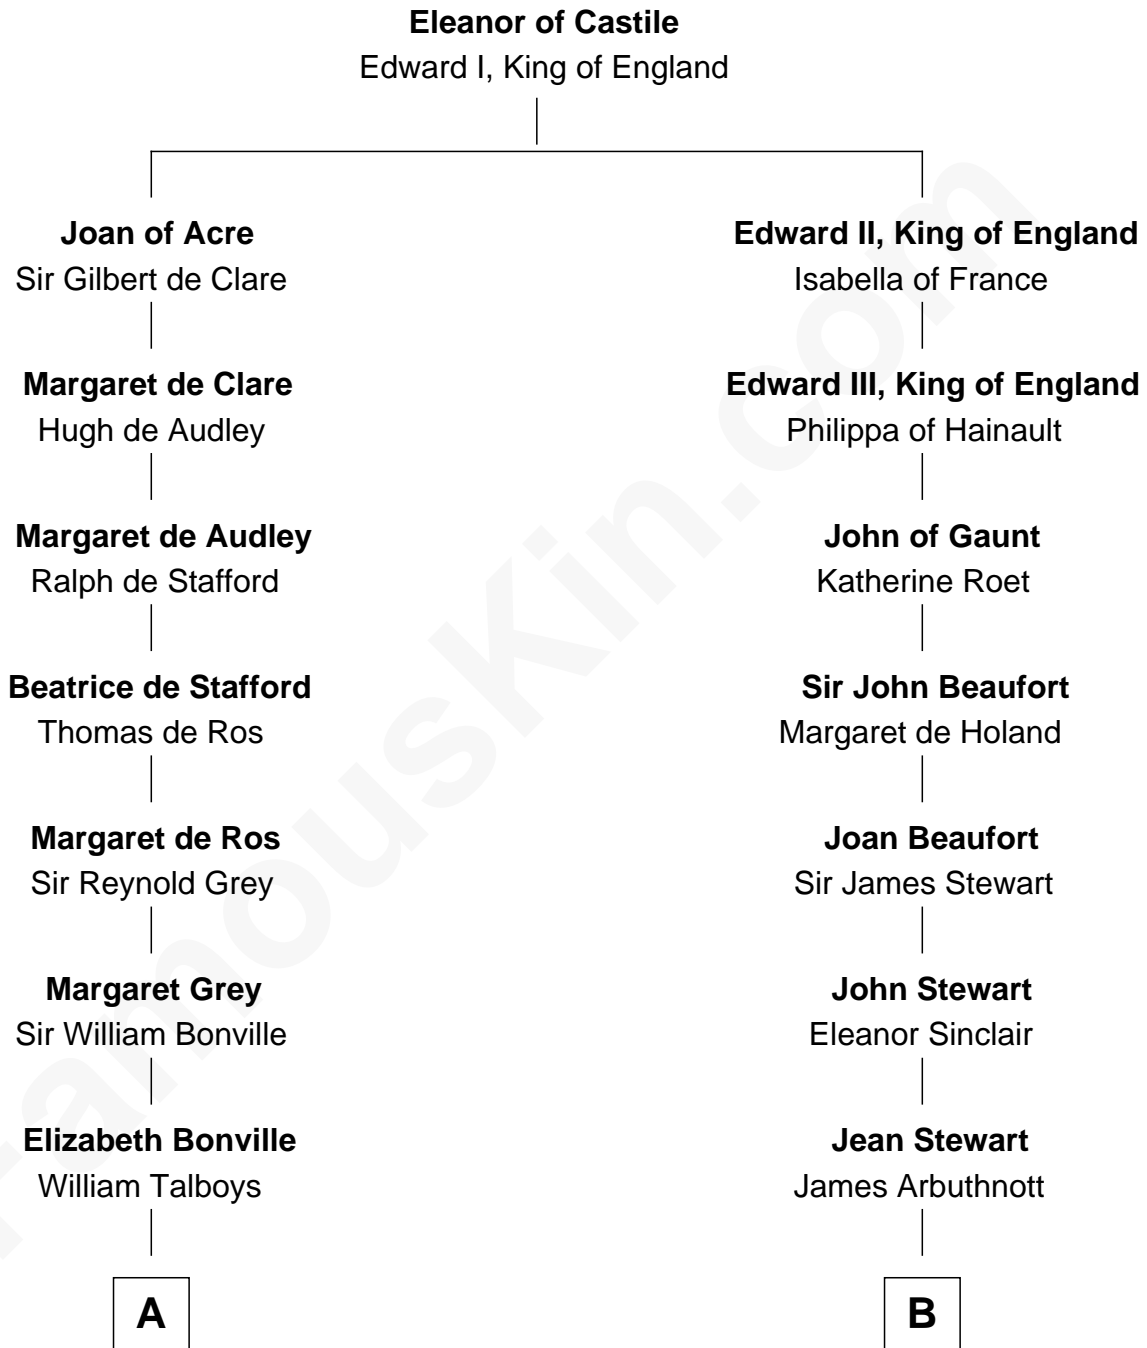 Eleanor of Castile
Edward I, King of England
Joan of Acre
Sir Gilbert de Clare
Edward II, King of England
Isabella of France
Margaret de Clare
Hugh de Audley
Edward III, King of England
Philippa of Hainault
Margaret de Audley
Ralph de Stafford
John of Gaunt
Katherine Roet
Beatrice de Stafford
Thomas de Ros
Sir John Beaufort
Margaret de Holand
Margaret de Ros
Sir Reynold Grey
Joan Beaufort
Sir James Stewart
Margaret Grey
Sir William Bonville
John Stewart
Eleanor Sinclair
Elizabeth Bonville
William Talboys
Jean Stewart
James Arbuthnott
A
B
FamousKin.com